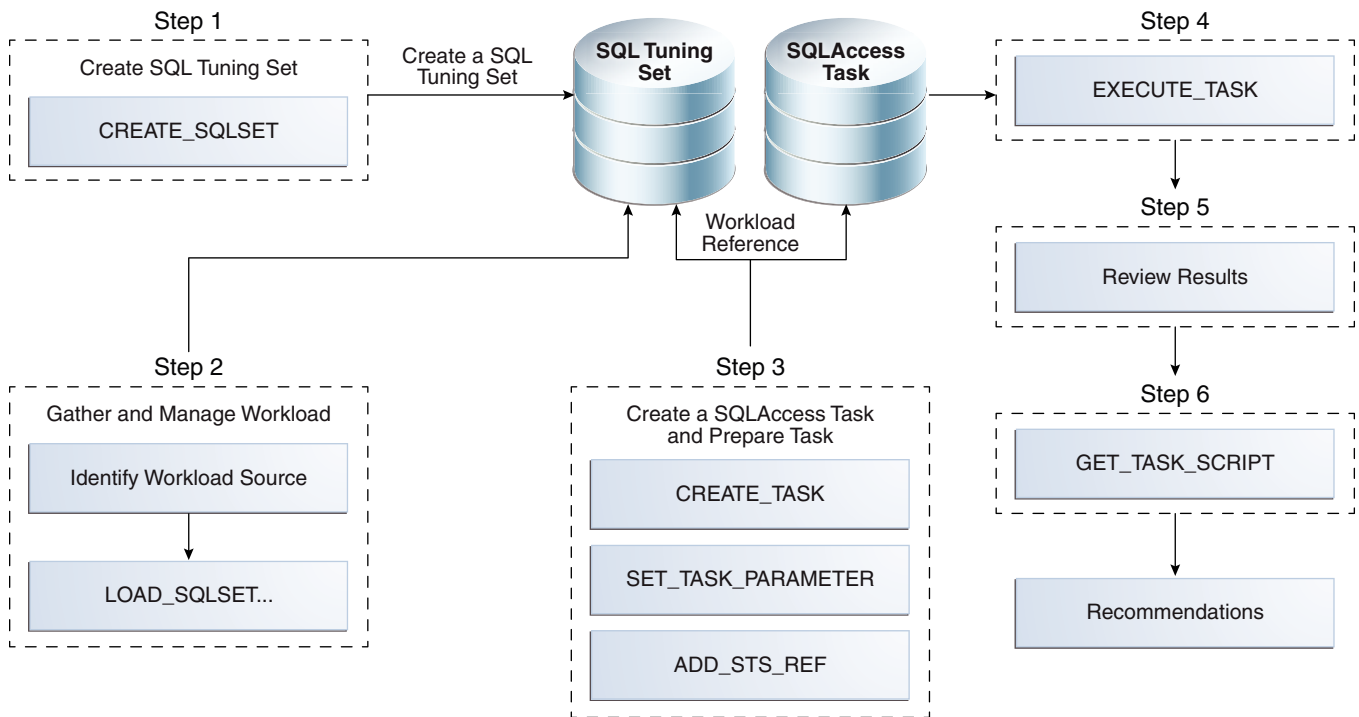 Step 1
Create SQL Tuning Set
CREATE_SQLSET
Create a SQL
Tuning Set
SQL Tuning
Set
SQLAccess
Task
Workload
Reference
Step 2
Gather and Manage Workload
Identify Workload Source
LOAD_SQLSET...
Step 3
Create a SQLAccess Task
and Prepare Task
CREATE_TASK
SET_TASK_PARAMETER
ADD_STS_REF
Step 4
EXECUTE_TASK
Step 5
Review Results
Step 6
GET_TASK_SCRIPT
Recommendations